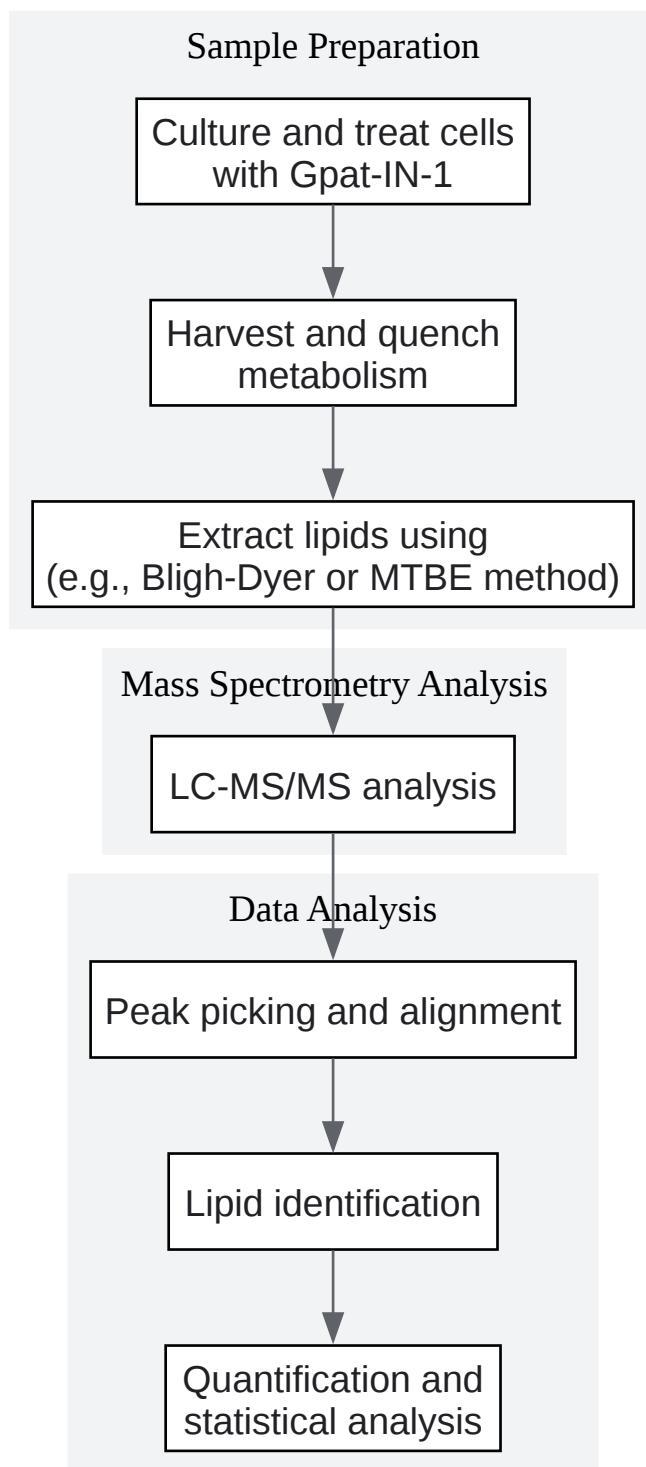 Sample Preparation
Culture and treat cells
with Gpat-IN-1
Harvest and quench
metabolism
Extract lipids using
(e.g., Bligh-Dyer or MTBE method)
Mass Spectrometry Analysis
LC-MS/MS analysis
Data Analysis
Peak picking and alignment
Lipid identification
Quantification and
statistical analysis